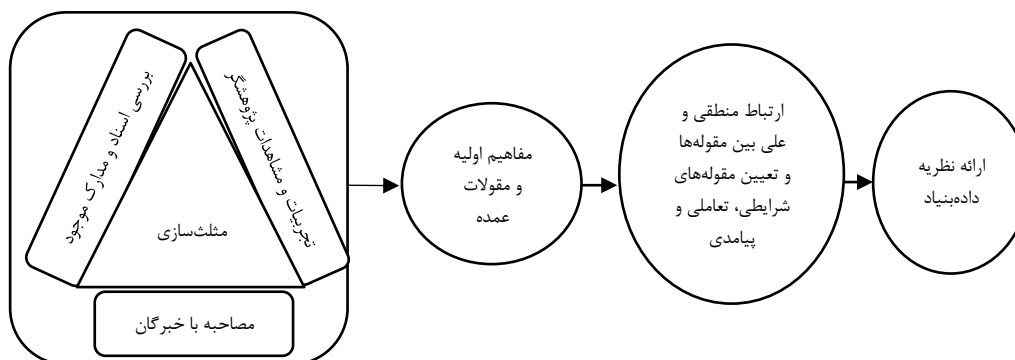 بررسی اسناد و مدارک موجود
تجربیات و مشاهدات پژوهشگر
مثلث‌سازی
مصاحبه با خبرگان
مفاهیم اولیه
و مقولات
عمده
ارتباط منطقی و
علی بین مقوله‌ها
و تعیین مقوله‌های
شرایطی، تعاملی و
پیامدی
ارائه نظریه
داده‌بنیاد